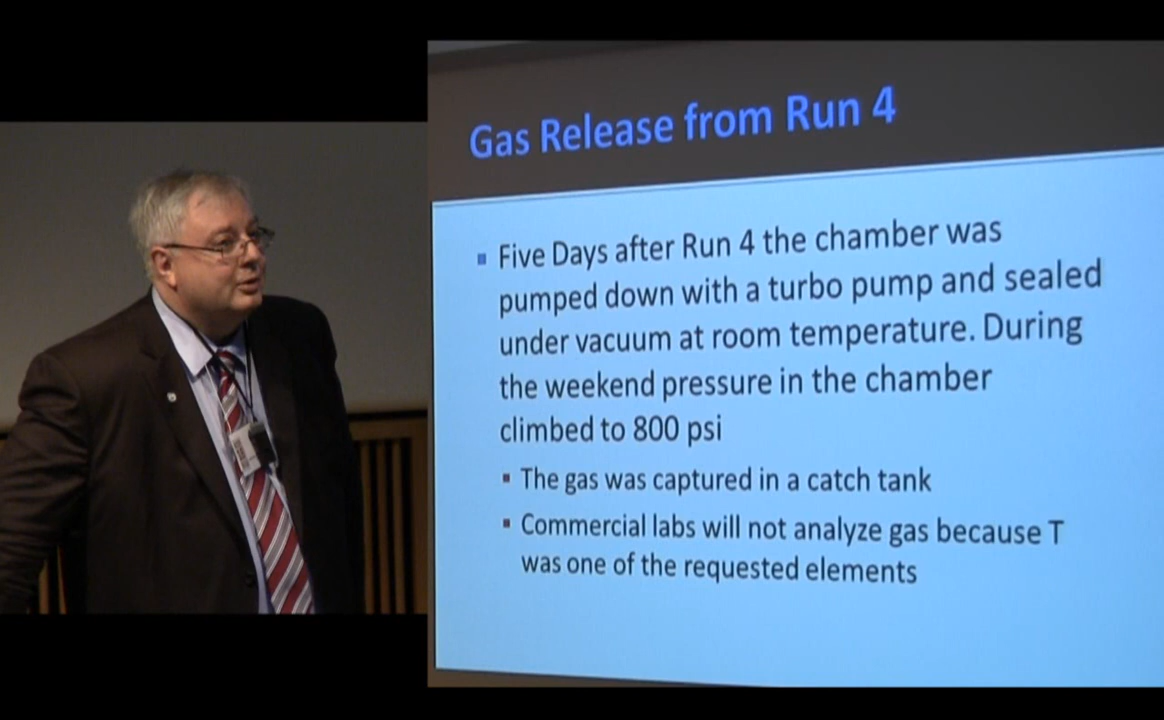 Gas Release from Run 4
Five Days after Run 4 the chamber was
pumped down with a turbo pump and sealed
under vacuum at room temperature. During
the weekend pressure in the chamber
climbed to 800 psi
The gas was captured in a catch tank
Commercial labs will not analyze gas because T
was one of the requested elements